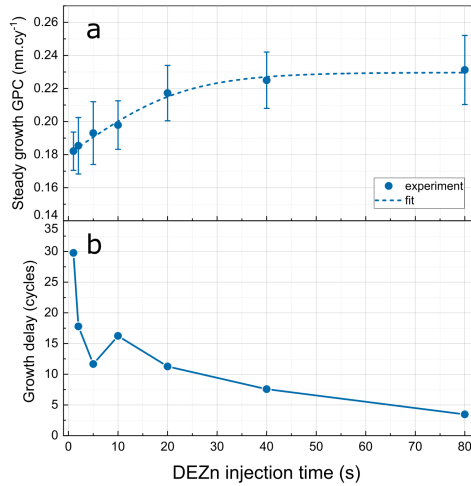 a
Steady growth GPC (nm.cy⁻¹)
0.26
0.24
0.22
0.20
0.18
0.16
0.14
experiment
fit
b
Growth delay (cycles)
35
30
25
20
15
10
5
0
0 10 20 30 40 50 60 70 80
DEZn injection time (s)